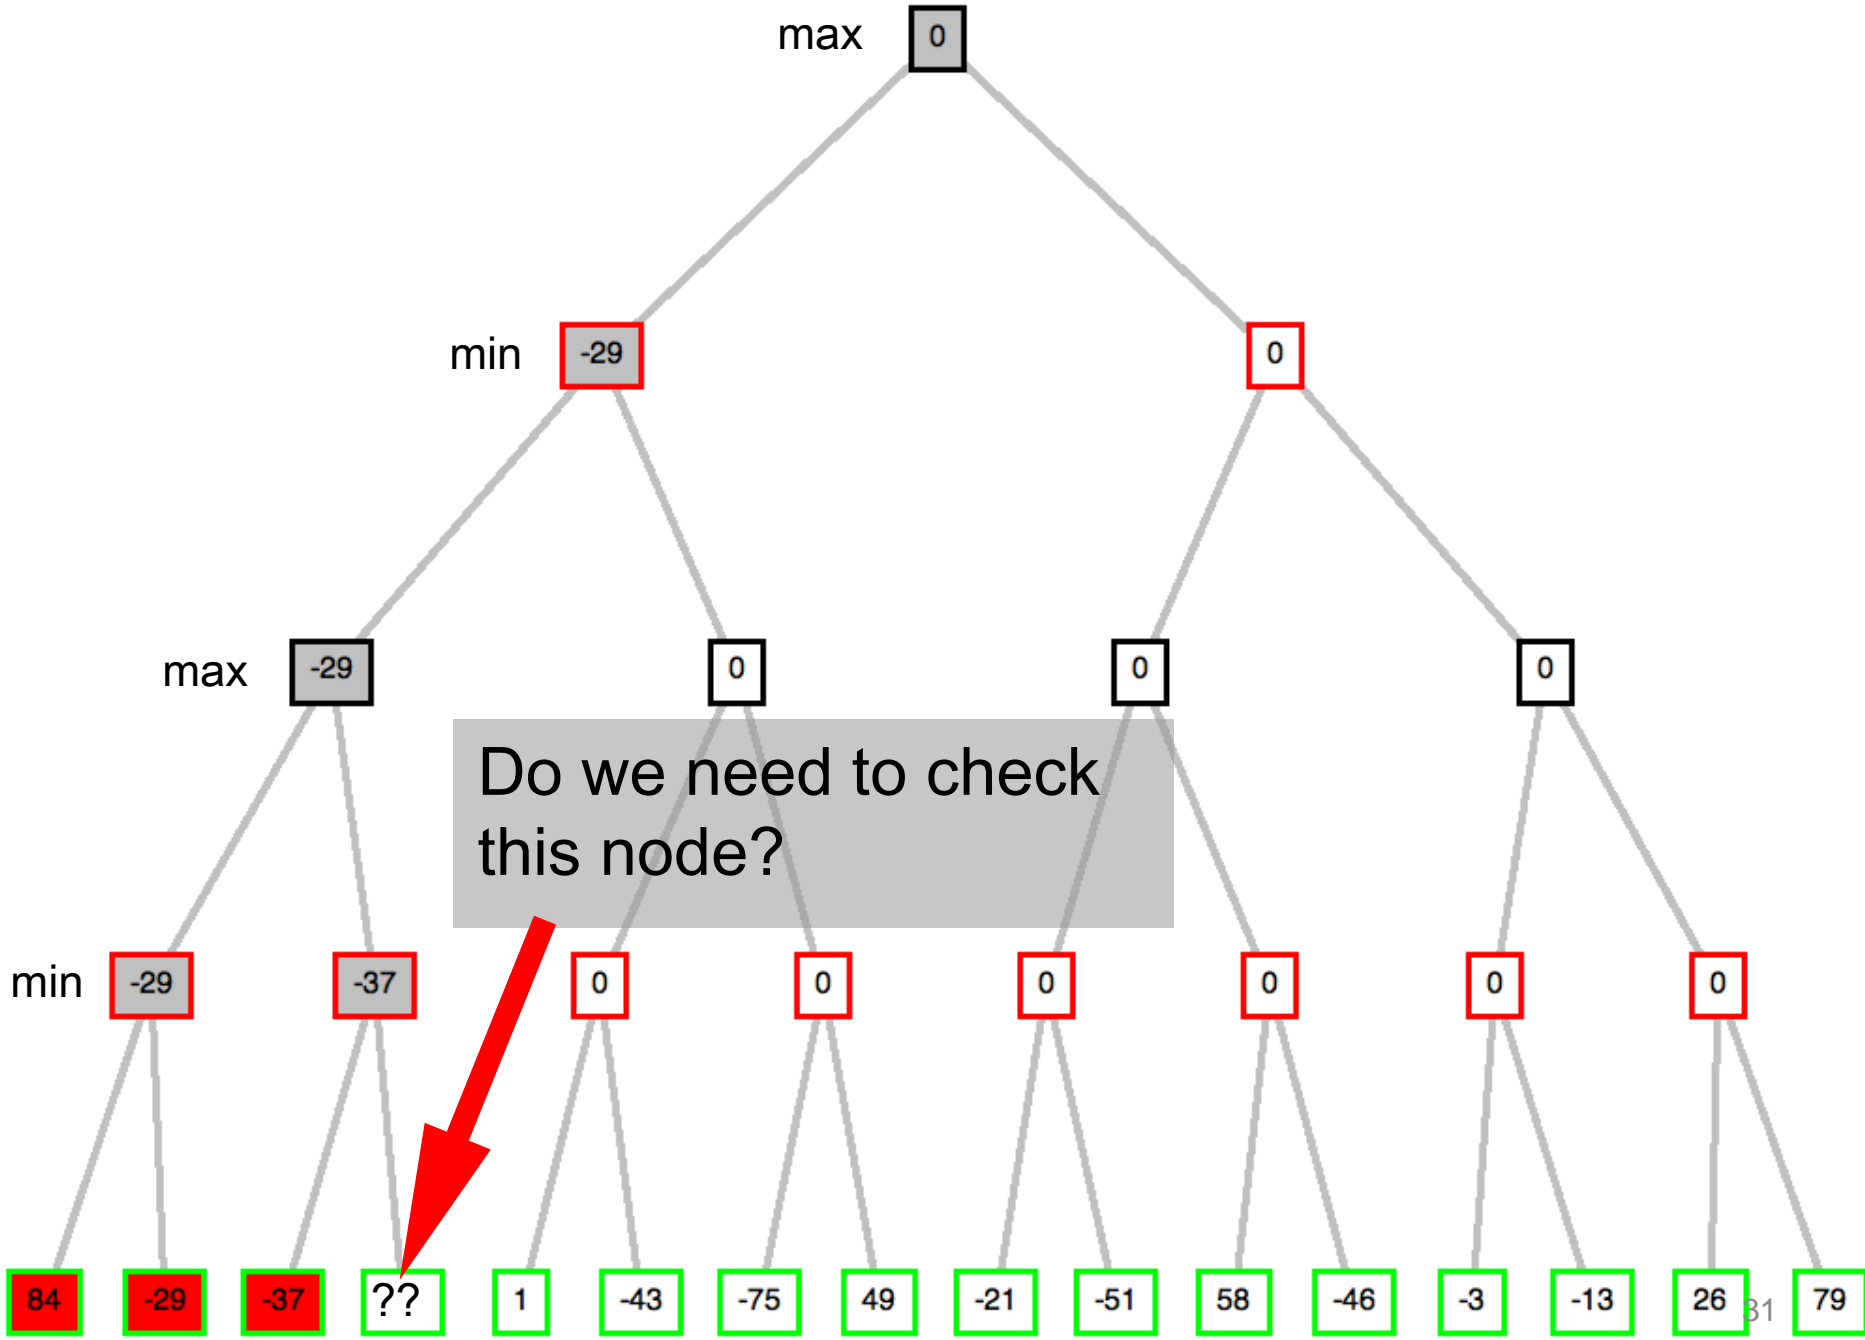 max 0
min -29 0
max -29 0 0 0
Do we need to check
this node?
min -29 -37 0 0 0 0 0 0
84 -29 -37 ?? 1 -43 -75 49 -21 -51 58 -46 -3 -13 26 31 79